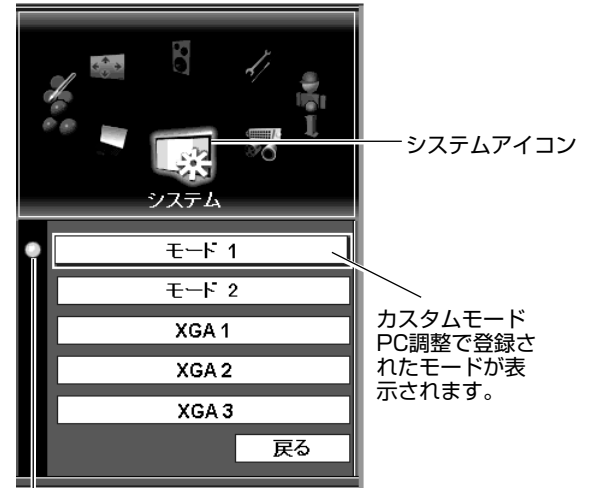 システムアイコン
システム
モード 1
モード 2
XGA 1
XGA 2
XGA 3
戻る
カスタムモード
PC調整で登録さ
れたモードが表
示されます。